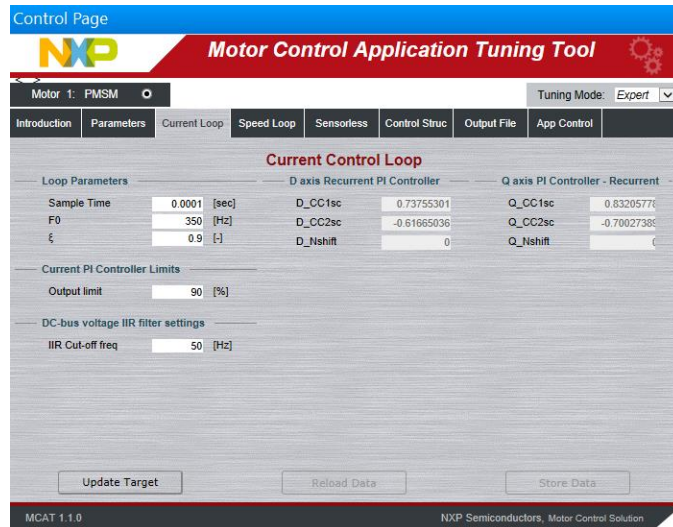 Control Page
NXP Motor Control Application Tuning Tool
Motor 1: PMSM Tuning Mode: Expert
Introduction Parameters Current Loop Speed Loop Sensorless Control Struc Output File App Control
Current Control Loop
Loop Parameters D axis Recurrent PI Controller Q axis PI Controller - Recurrent
Sample Time 0.0001 [sec] D_CC1sc 0.73755301 Q_CC1sc 0.83205778
F0 350 [Hz] D_CC2sc -0.61665036 Q_CC2sc -0.70027389
ξ 0.9 [-] D_Nshift 0 Q_Nshift 0
Current PI Controller Limits
Output limit 90 [%]
DC-bus voltage IIR filter settings
IIR Cut-off freq 50 [Hz]
Update Target Reload Data Store Data
MCAT 1.1.0 NXP Semiconductors, Motor Control Solution